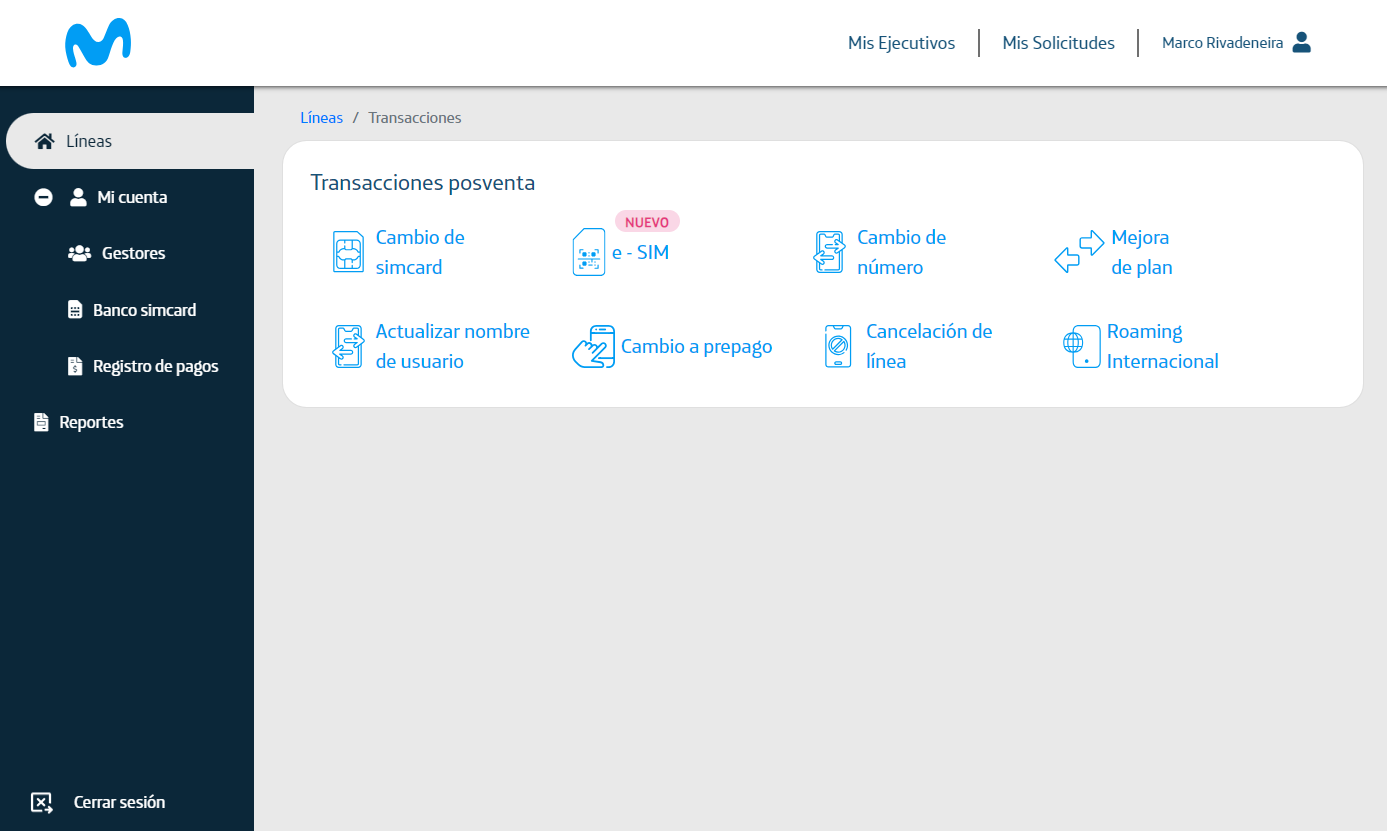 Mis Ejecutivos
Mis Solicitudes
Marco Rivadeneira
Líneas
Mi cuenta
Gestores
Banco simcard
Registro de pagos
Reportes
Cerrar sesión
Líneas / Transacciones
Transacciones posventa
Cambio de
simcard
NUEVO
e - SIM
Cambio de
número
Mejora
de plan
Actualizar nombre
de usuario
Cambio a prepago
Cancelación de
línea
Roaming
Internacional